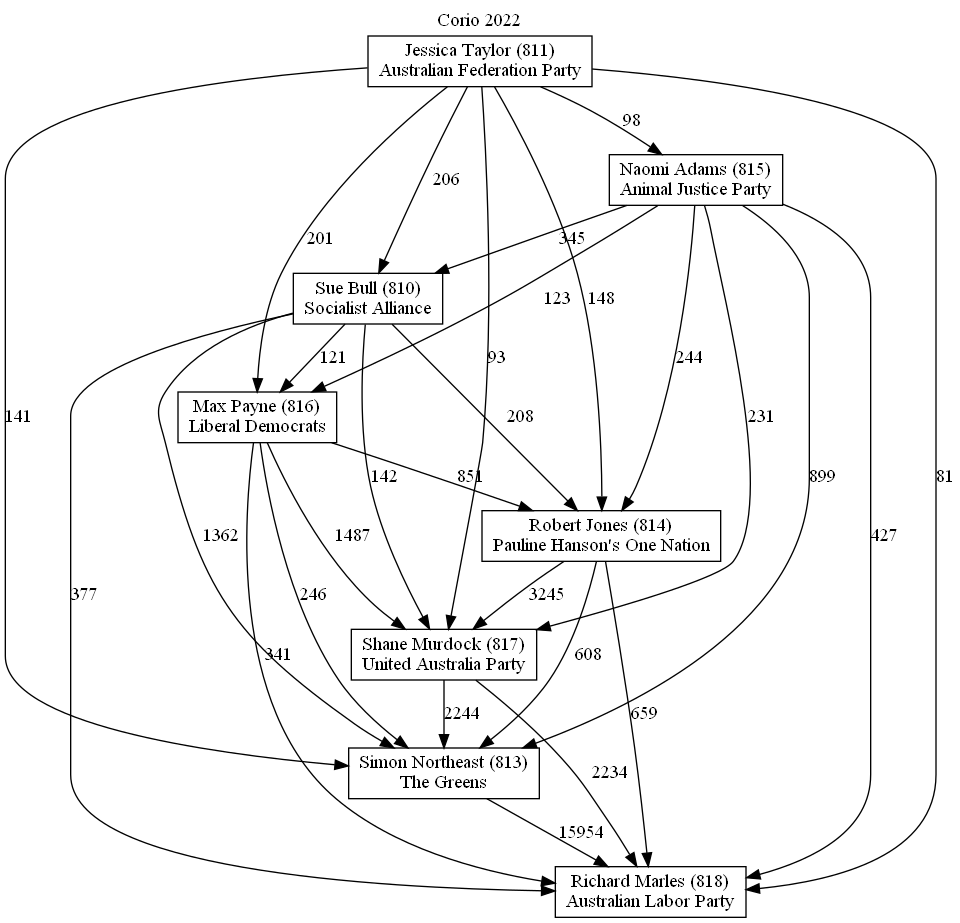 Corio 2022
Jessica Taylor (811)
Australian Federation Party
98
Naomi Adams (815)
Animal Justice Party
206
201
345
Sue Bull (810)
Socialist Alliance
123
148
121
93
244
Max Payne (816)
Liberal Democrats
208
141
231
851
142
899
81
Robert Jones (814)
Pauline Hanson's One Nation
1362
1487
427
377
246
3245
Shane Murdock (817)
United Australia Party
341
608
2244
659
Simon Northeast (813)
The Greens
2234
15954
Richard Marles (818)
Australian Labor Party